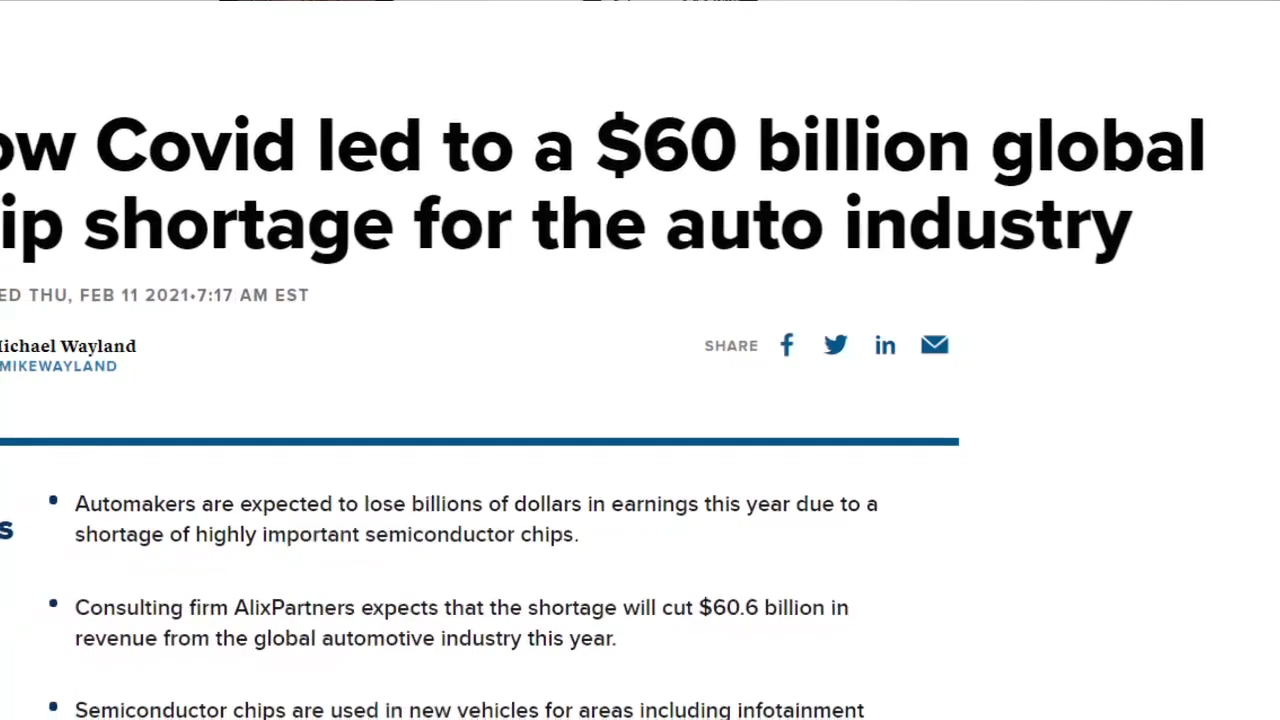 ow Covid led to a $60 billion global
ip shortage for the auto industry
ED THU, FEB 11 2021•7:17 AM EST
Michael Wayland
MIKEWAYLAND
SHARE
• Automakers are expected to lose billions of dollars in earnings this year due to a
s
shortage of highly important semiconductor chips.
• Consulting firm AlixPartners expects that the shortage will cut $60.6 billion in
revenue from the global automotive industry this year.
• Semiconductor chips are used in new vehicles for areas including infotainment